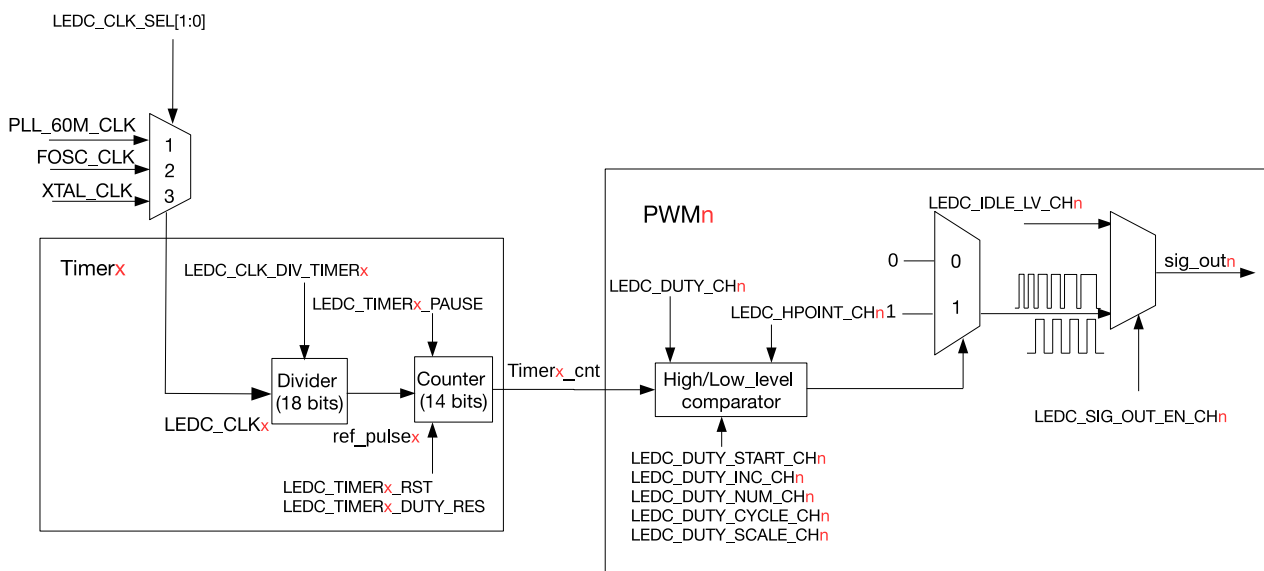 LEDC_CLK_SEL[1:0]
PLL_60M_CLK
FOSC_CLK
XTAL_CLK
1
2
3
Timerx
LEDC_CLK_DIV_TIMERx
LEDC_TIMERx_PAUSE
Divider
(18 bits)
Counter
(14 bits)
LEDC_CLKx
ref_pulsex
LEDC_TIMERx_RST
LEDC_TIMERx_DUTY_RES
Timerx_cnt
PWMn
LEDC_DUTY_CHn
LEDC_HPOINT_CHn
High/Low_level
comparator
LEDC_DUTY_START_CHn
LEDC_DUTY_INC_CHn
LEDC_DUTY_NUM_CHn
LEDC_DUTY_CYCLE_CHn
LEDC_DUTY_SCALE_CHn
0
1
0
1
LEDC_IDLE_LV_CHn
sig_outn
LEDC_SIG_OUT_EN_CHn